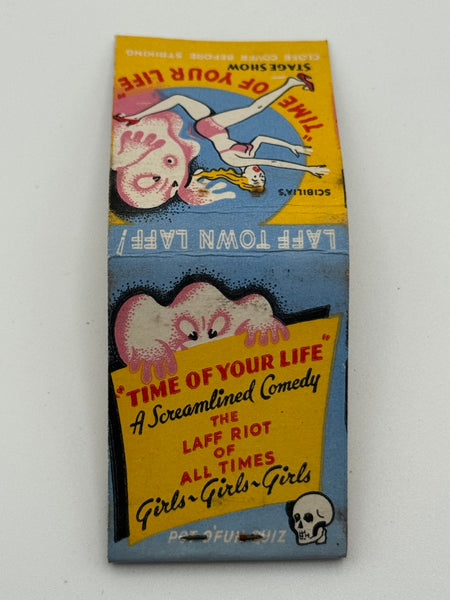 SCIBILIA'S
"TIME OF YOUR LIFE"
STAGE SHOW
CLOSE COVER BEFORE STRIKING
LAFF TOWN LAFF!
"TIME OF YOUR LIFE"
A Screamlined Comedy
THE
LAFF RIOT
OF
ALL TIMES
Girls~Girls~Girls
POT O'FUN QUIZ